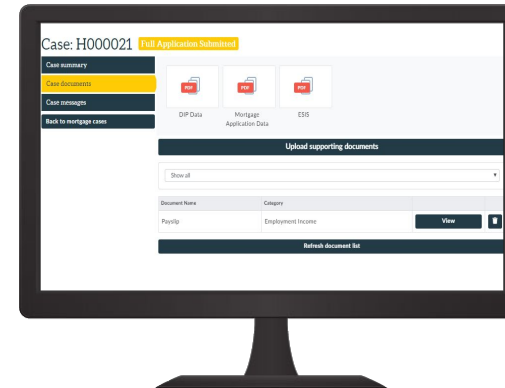 Case: H000021 Full Application Submitted
Case summary
Case documents
Case messages
Back to mortgage cases
PDF PDF PDF
DIP Data Mortgage Application Data ESIS
Upload supporting documents
Show all
Document Name Category
Payslip Employment Income View
Refresh document list